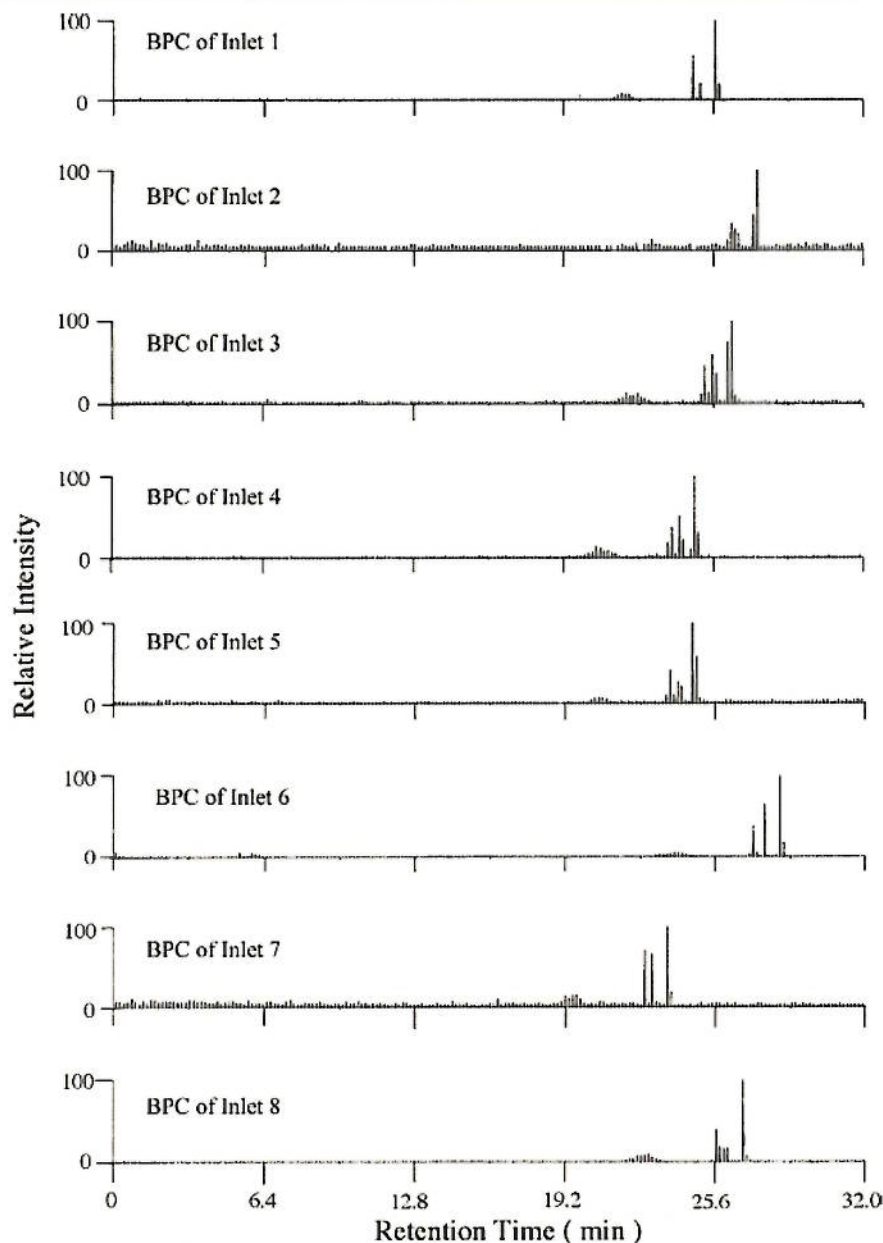 100
BPC of Inlet 1
0
100
BPC of Inlet 2
0
100
BPC of Inlet 3
0
100
BPC of Inlet 4
0
Relative Intensity
100
BPC of Inlet 5
0
100
BPC of Inlet 6
0
100
BPC of Inlet 7
0
100
BPC of Inlet 8
0
0 6.4 12.8 19.2 25.6 32.0
Retention Time ( min )